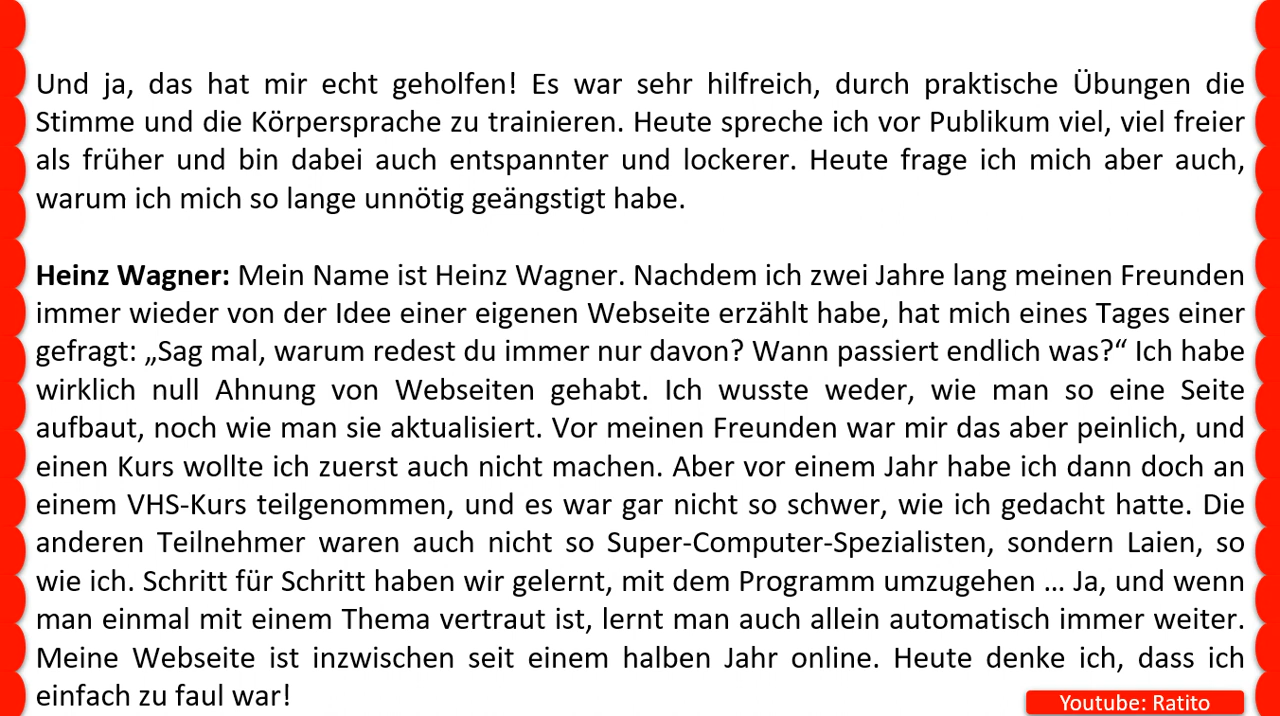 Und ja, das hat mir echt geholfen! Es war sehr hilfreich, durch praktische Übungen die
Stimme und die Körpersprache zu trainieren. Heute spreche ich vor Publikum viel, viel freier
als früher und bin dabei auch entspannter und lockerer. Heute frage ich mich aber auch,
warum ich mich so lange unnötig geängstigt habe.
Heinz Wagner: Mein Name ist Heinz Wagner. Nachdem ich zwei Jahre lang meinen Freunden
immer wieder von der Idee einer eigenen Webseite erzählt habe, hat mich eines Tages einer
gefragt: „Sag mal, warum redest du immer nur davon? Wann passiert endlich was?“ Ich habe
wirklich null Ahnung von Webseiten gehabt. Ich wusste weder, wie man so eine Seite
aufbaut, noch wie man sie aktualisiert. Vor meinen Freunden war mir das aber peinlich, und
einen Kurs wollte ich zuerst auch nicht machen. Aber vor einem Jahr habe ich dann doch an
einem VHS-Kurs teilgenommen, und es war gar nicht so schwer, wie ich gedacht hatte. Die
anderen Teilnehmer waren auch nicht so Super-Computer-Spezialisten, sondern Laien, so
wie ich. Schritt für Schritt haben wir gelernt, mit dem Programm umzugehen … Ja, und wenn
man einmal mit einem Thema vertraut ist, lernt man auch allein automatisch immer weiter.
Meine Webseite ist inzwischen seit einem halben Jahr online. Heute denke ich, dass ich
einfach zu faul war!
Youtube: Ratito